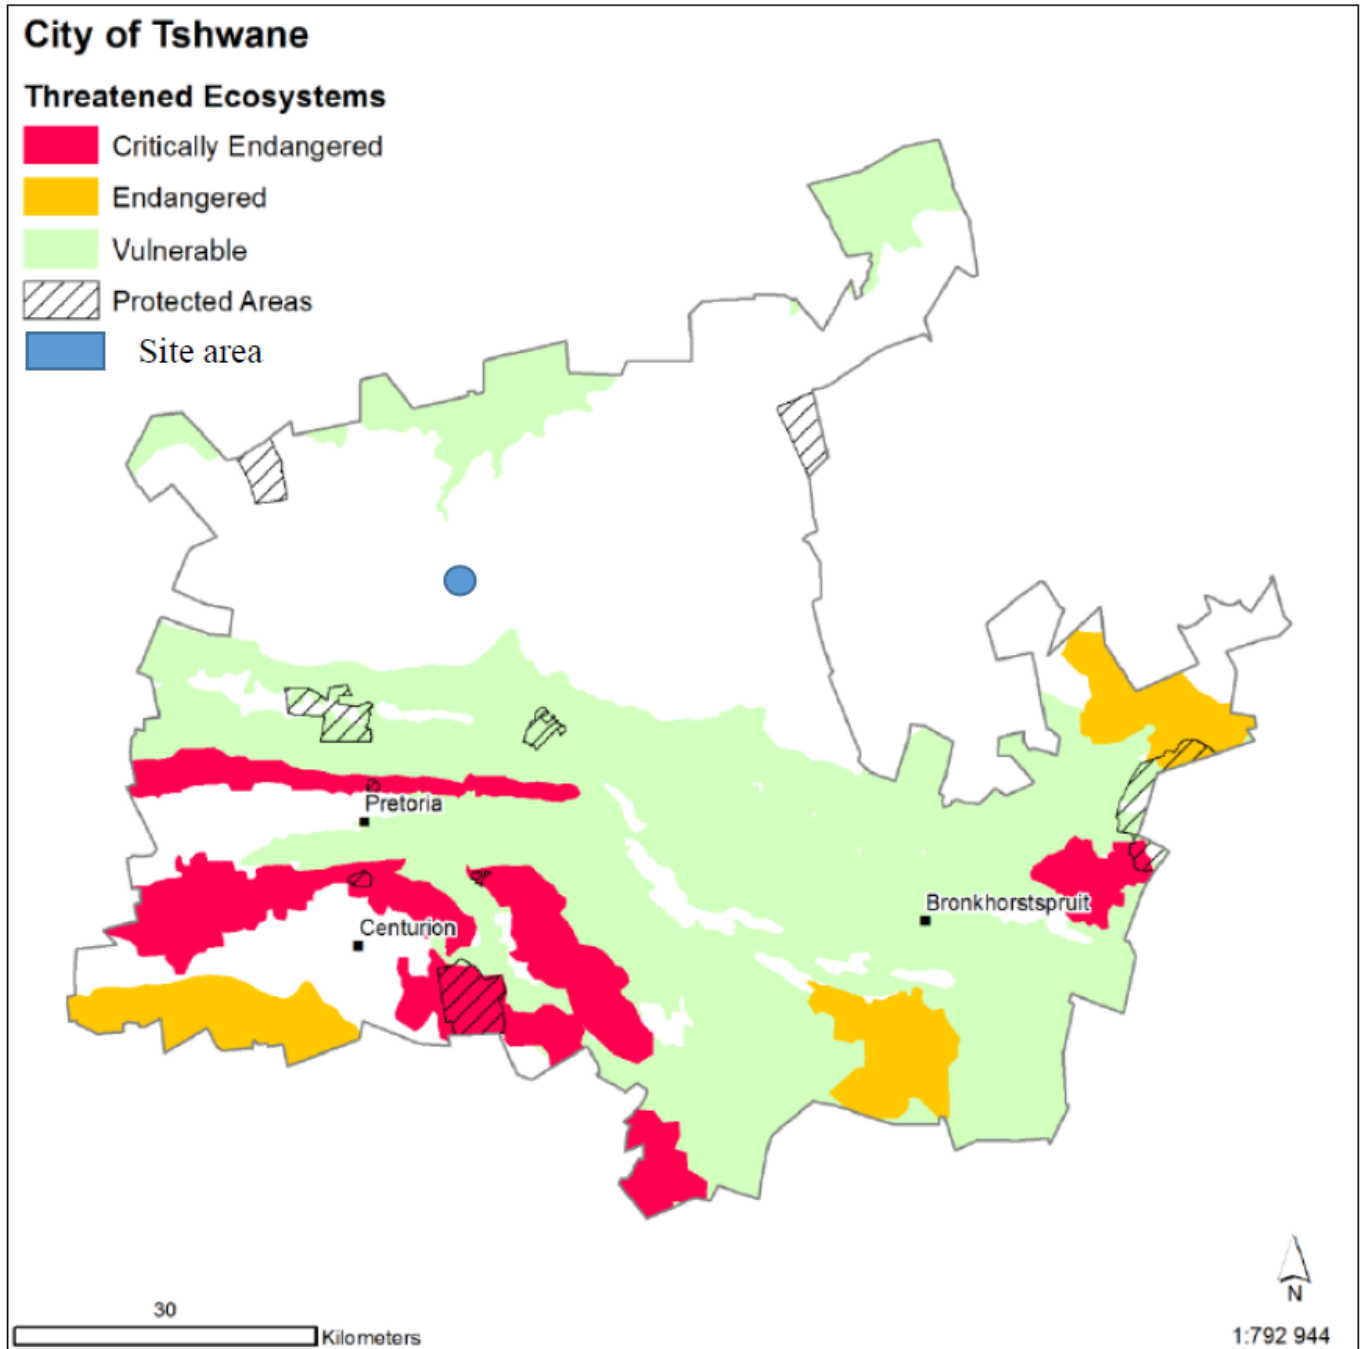 City of Tshwane
Threatened Ecosystems
Critically Endangered
Endangered
Vulnerable
Protected Areas
Site area
Pretoria
Bronkhorstspruit
Centurion
N
30
Kilometers
1:792 944